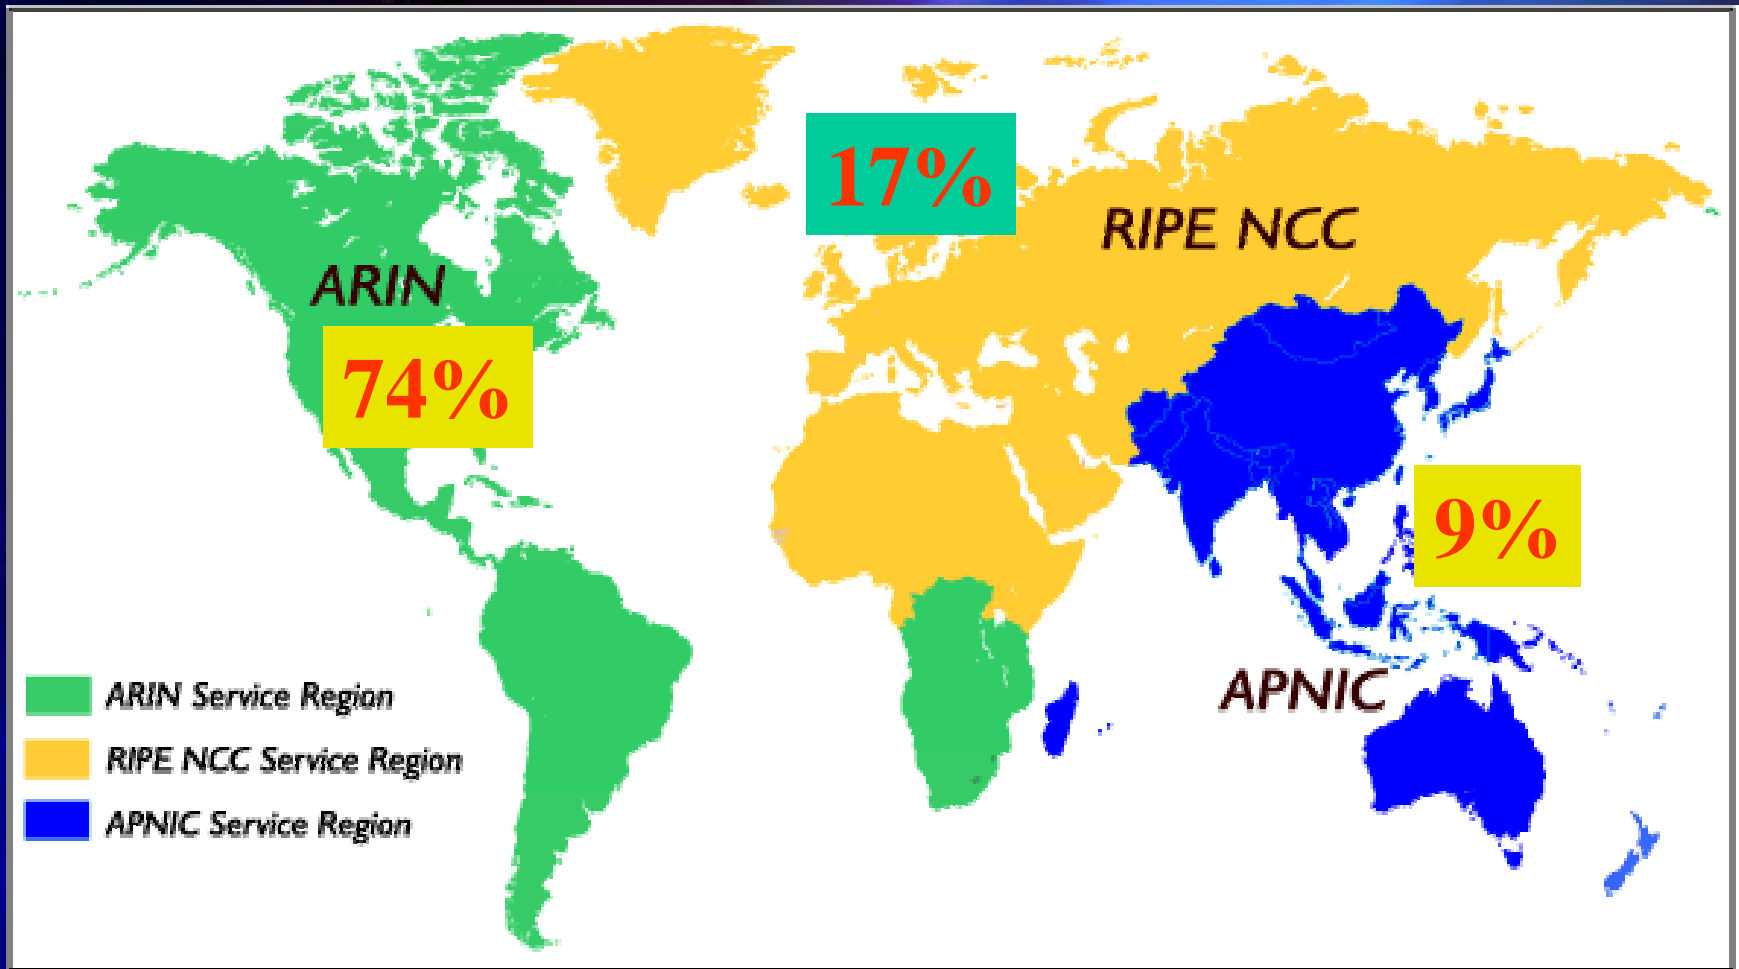 17%
RIPE NCC
ARIN
74%
9%
APNIC
ARIN Service Region
RIPE NCC Service Region
APNIC Service Region